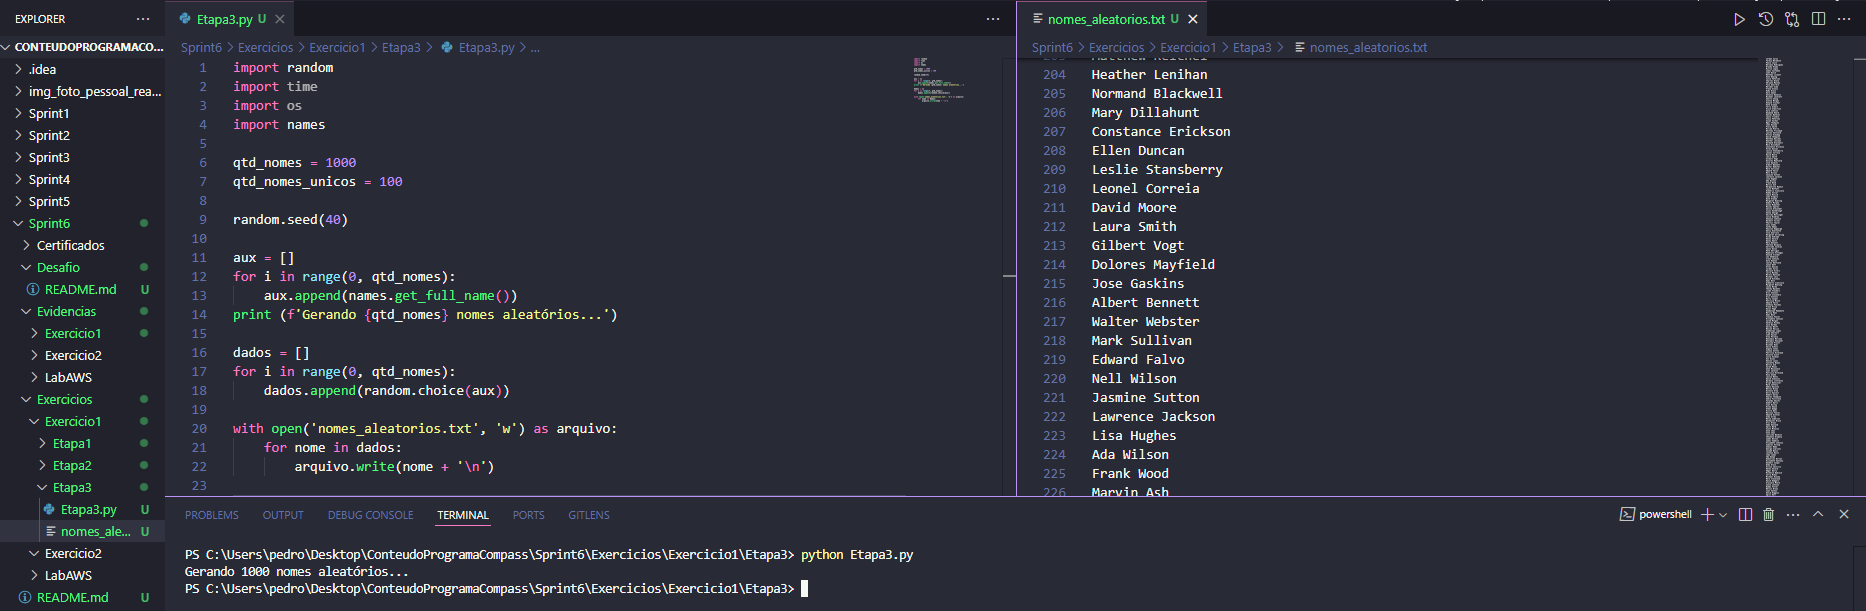 EXPLORER
CONTEUDOPROGRAMACO...
.idea
img_foto_pessoal_rea...
Sprint1
Sprint2
Sprint3
Sprint4
Sprint5
Sprint6
Certificados
Desafio
README.md U
Evidencias
Exercicio1
Exercicio2
LabAWS
Exercicios
Exercicio1
Etapa1
Etapa2
Etapa3
Etapa3.py U
nomes_ale... U
Exercicio2
LabAWS
README.md U
Etapa3.py U
Sprint6 > Exercicios > Exercicio1 > Etapa3 > Etapa3.py > ...
1 import random
2 import time
3 import os
4 import names
5
6 qtd_nomes = 1000
7 qtd_nomes_unicos = 100
8
9 random.seed(40)
10
11 aux = []
12 for i in range(0, qtd_nomes):
13 aux.append(names.get_full_name())
14 print (f'Gerando {qtd_nomes} nomes aleatórios...')
15
16 dados = []
17 for i in range(0, qtd_nomes):
18 dados.append(random.choice(aux))
19
20 with open('nomes_aleatorios.txt', 'w') as arquivo:
21 for nome in dados:
22 arquivo.write(nome + '\n')
23
nomes_aleatorios.txt U
Sprint6 > Exercicios > Exercicio1 > Etapa3 > nomes_aleatorios.txt
204 Heather Lenihan
205 Normand Blackwell
206 Mary Dillahunt
207 Constance Erickson
208 Ellen Duncan
209 Leslie Stansberry
210 Leonel Correia
211 David Moore
212 Laura Smith
213 Gilbert Vogt
214 Dolores Mayfield
215 Jose Gaskins
216 Albert Bennett
217 Walter Webster
218 Mark Sullivan
219 Edward Falvo
220 Nell Wilson
221 Jasmine Sutton
222 Lawrence Jackson
223 Lisa Hughes
224 Ada Wilson
225 Frank Wood
226 Marvin Ash
PROBLEMS OUTPUT DEBUG CONSOLE TERMINAL PORTS GITLENS
powershell
PS C:\Users\pedro\Desktop\ConteudoProgramaCompass\Sprint6\Exercicios\Exercicio1\Etapa3> python Etapa3.py
Gerando 1000 nomes aleatórios...
PS C:\Users\pedro\Desktop\ConteudoProgramaCompass\Sprint6\Exercicios\Exercicio1\Etapa3>